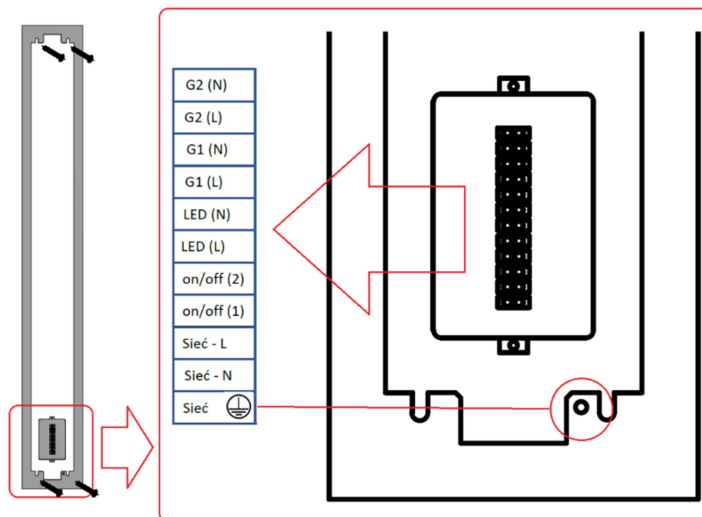 G2 (N)
G2 (L)
G1 (N)
G1 (L)
LED (N)
LED (L)
on/off (2)
on/off (1)
Sieć - L
Sieć - N
Sieć